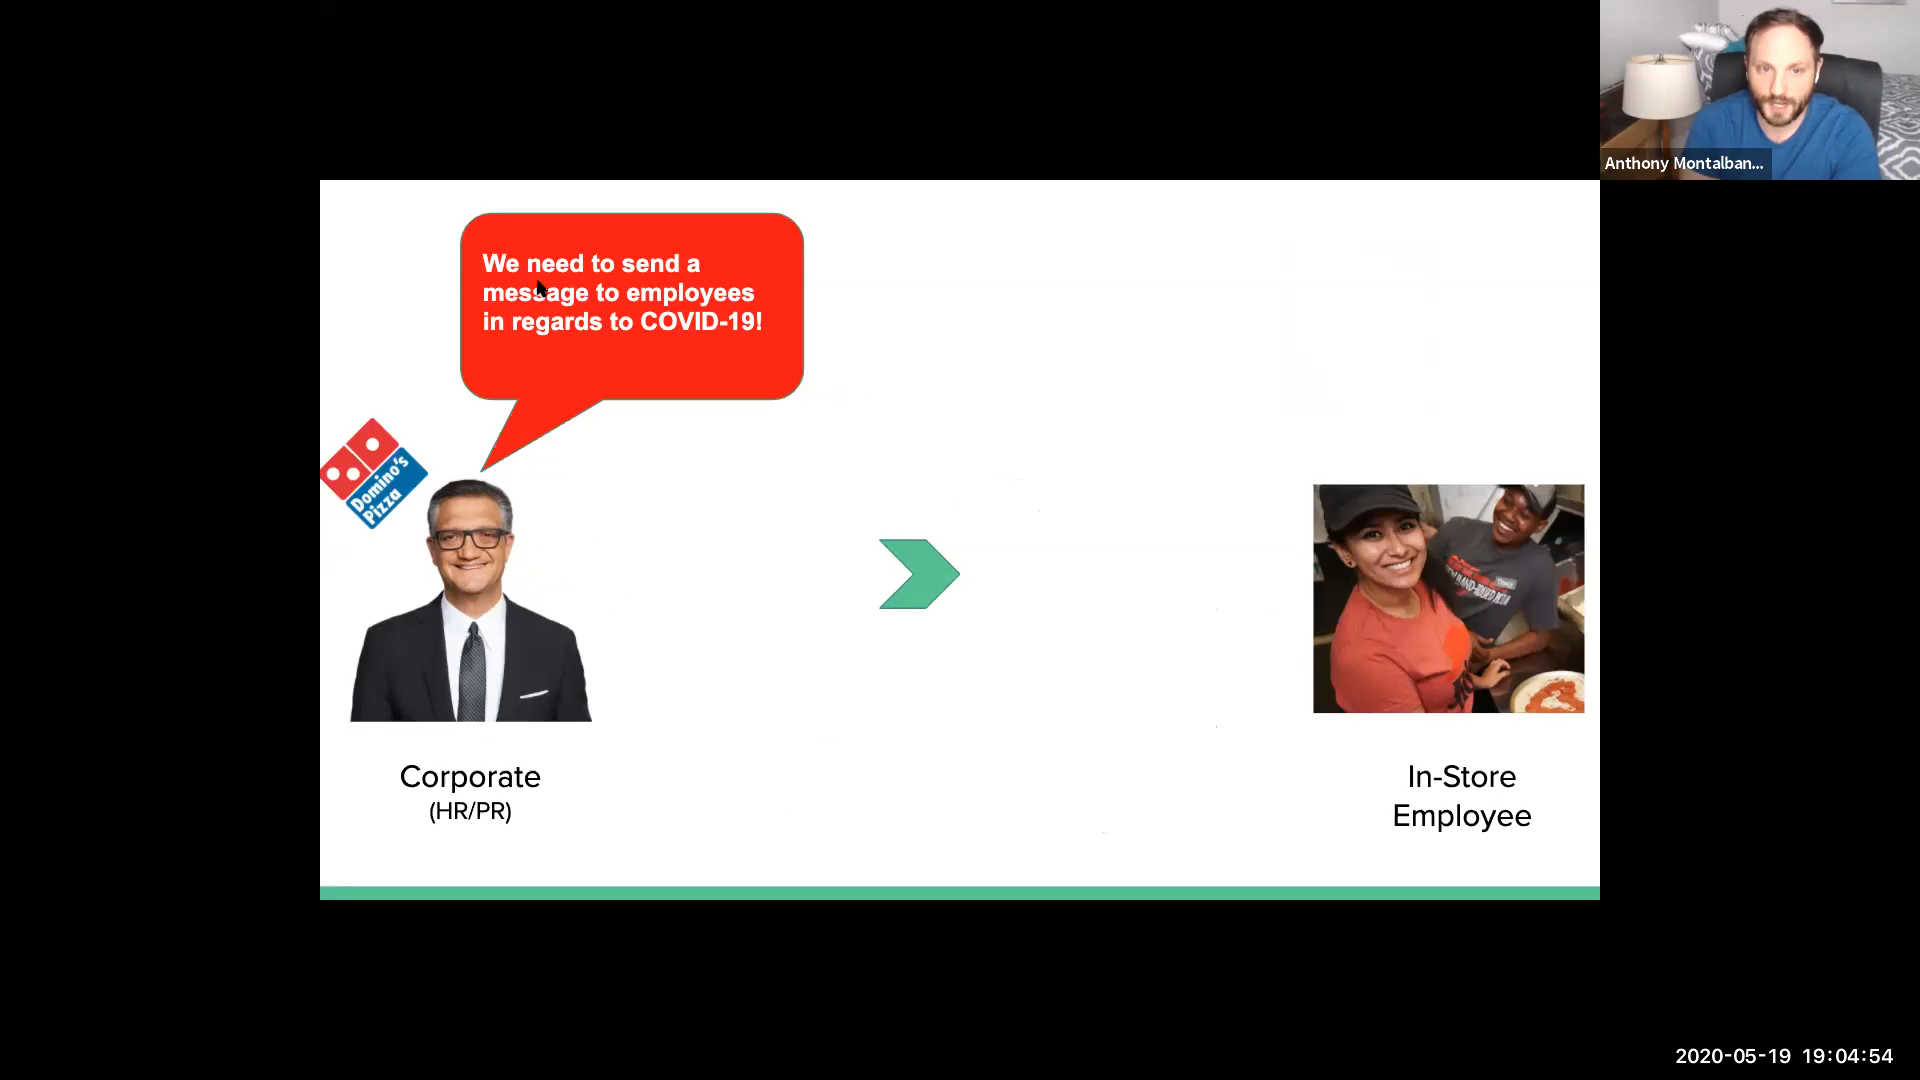 Anthony Montalban...
We need to send a
message to employees
in regards to COVID-19!
Domino's
Pizza
Corporate
(HR/PR)
In-Store
Employee
2020-05-19 19:04:54